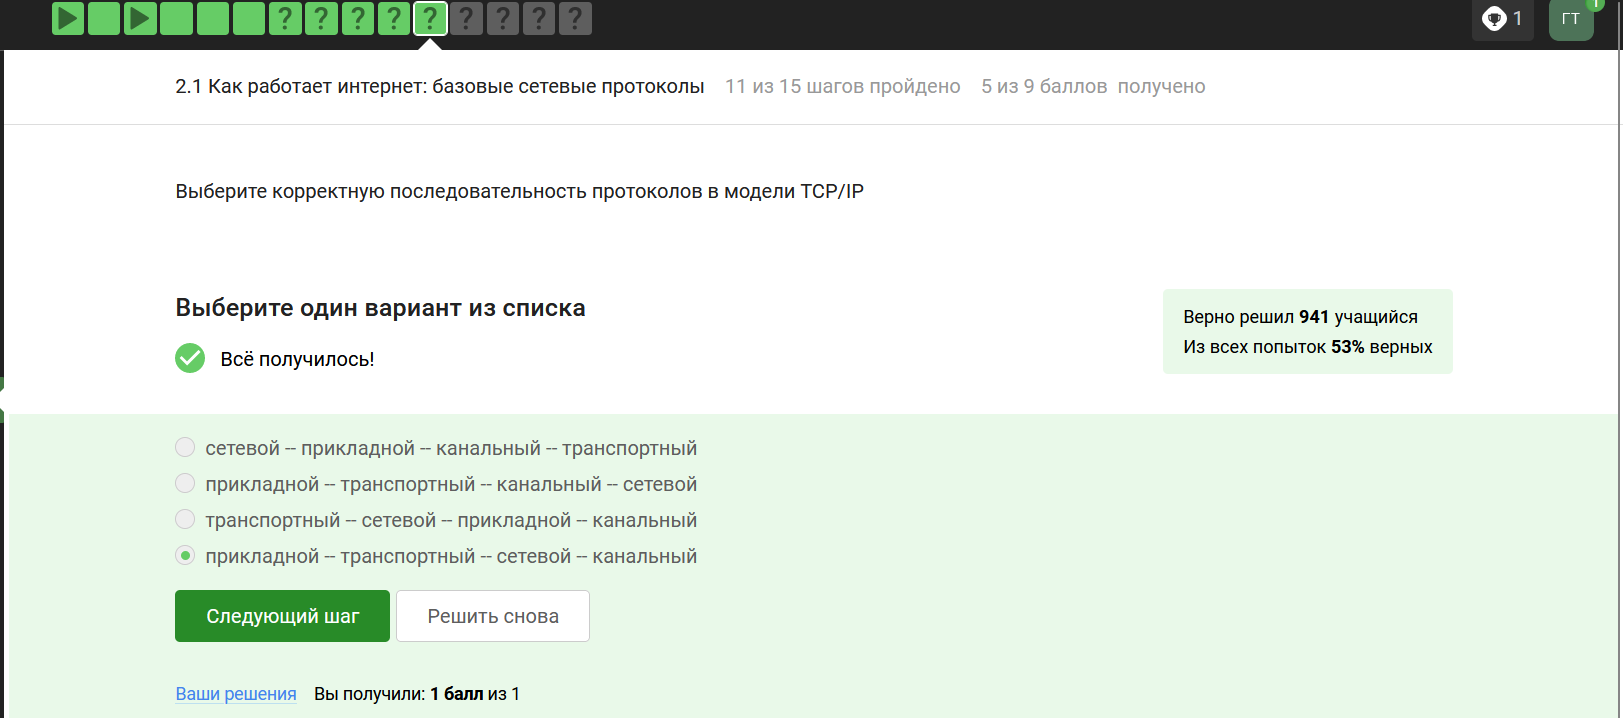 ? ? ? ? ? ? ? ? ?
1
ГТ
1
2.1 Как работает интернет: базовые сетевые протоколы 11 из 15 шагов пройдено 5 из 9 баллов получено
Выберите корректную последовательность протоколов в модели TCP/IP
Выберите один вариант из списка
Всё получилось!
Верно решил 941 учащийся
Из всех попыток 53% верных
сетевой -- прикладной -- канальный -- транспортный
прикладной -- транспортный -- канальный -- сетевой
транспортный -- сетевой -- прикладной -- канальный
прикладной -- транспортный -- сетевой -- канальный
Следующий шаг Решить снова
Ваши решения Вы получили: 1 балл из 1